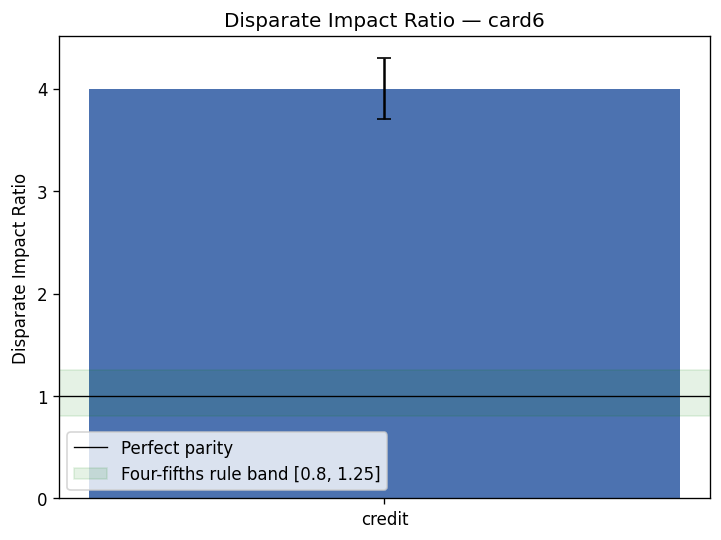 Disparate Impact Ratio — card6
Disparate Impact Ratio
4
3
2
1
0
Perfect parity
Four-fifths rule band [0.8, 1.25]
credit